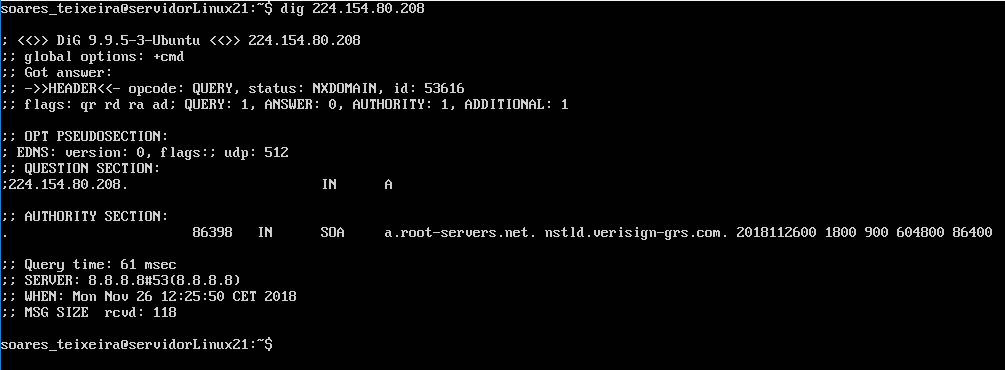 soares_teixeira@servidorLinux21:~$ dig 224.154.80.208
; <<>> DiG 9.9.5-3-Ubuntu <<>> 224.154.80.208
;; global options: +cmd
;; Got answer:
;; ->>HEADER<<- opcode: QUERY, status: NXDOMAIN, id: 53616
;; flags: qr rd ra ad; QUERY: 1, ANSWER: 0, AUTHORITY: 1, ADDITIONAL: 1
;; OPT PSEUDOSECTION:
; EDNS: version: 0, flags:; udp: 512
;; QUESTION SECTION:
;224.154.80.208. IN A
;; AUTHORITY SECTION:
. 86398 IN SOA a.root-servers.net. nstld.verisign-grs.com. 2018112600 1800 900 604800 86400
;; Query time: 61 msec
;; SERVER: 8.8.8.8#53(8.8.8.8)
;; WHEN: Mon Nov 26 12:25:50 CET 2018
;; MSG SIZE rcvd: 118
soares_teixeira@servidorLinux21:~$